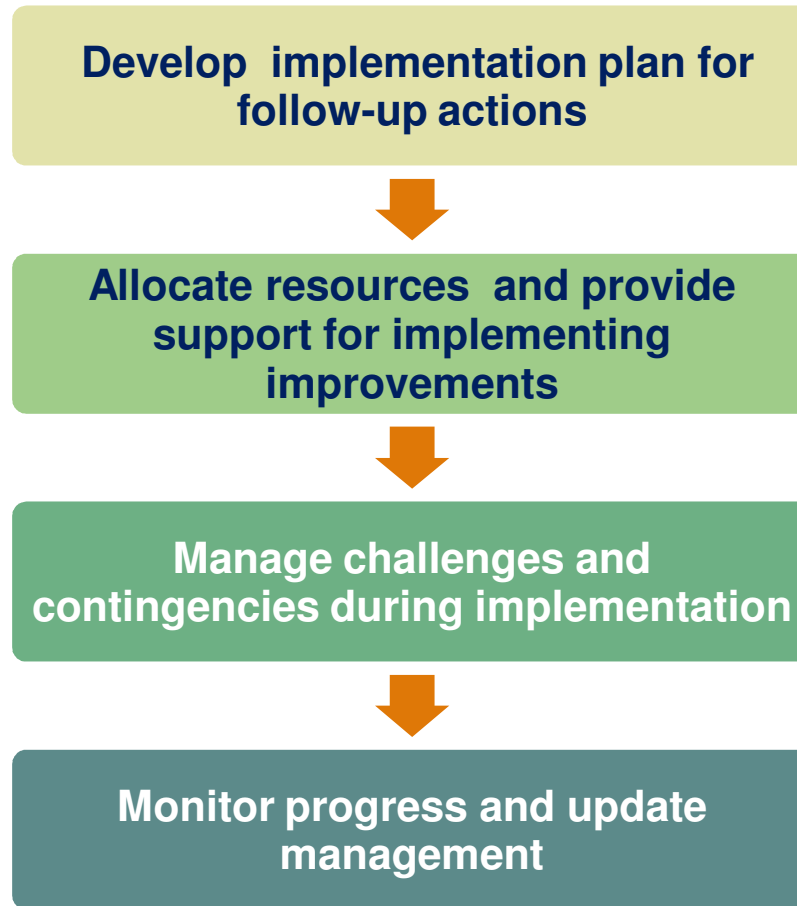 Develop implementation plan for
follow-up actions
Allocate resources and provide
support for implementing
improvements
Manage challenges and
contingencies during implementation
Monitor progress and update
management